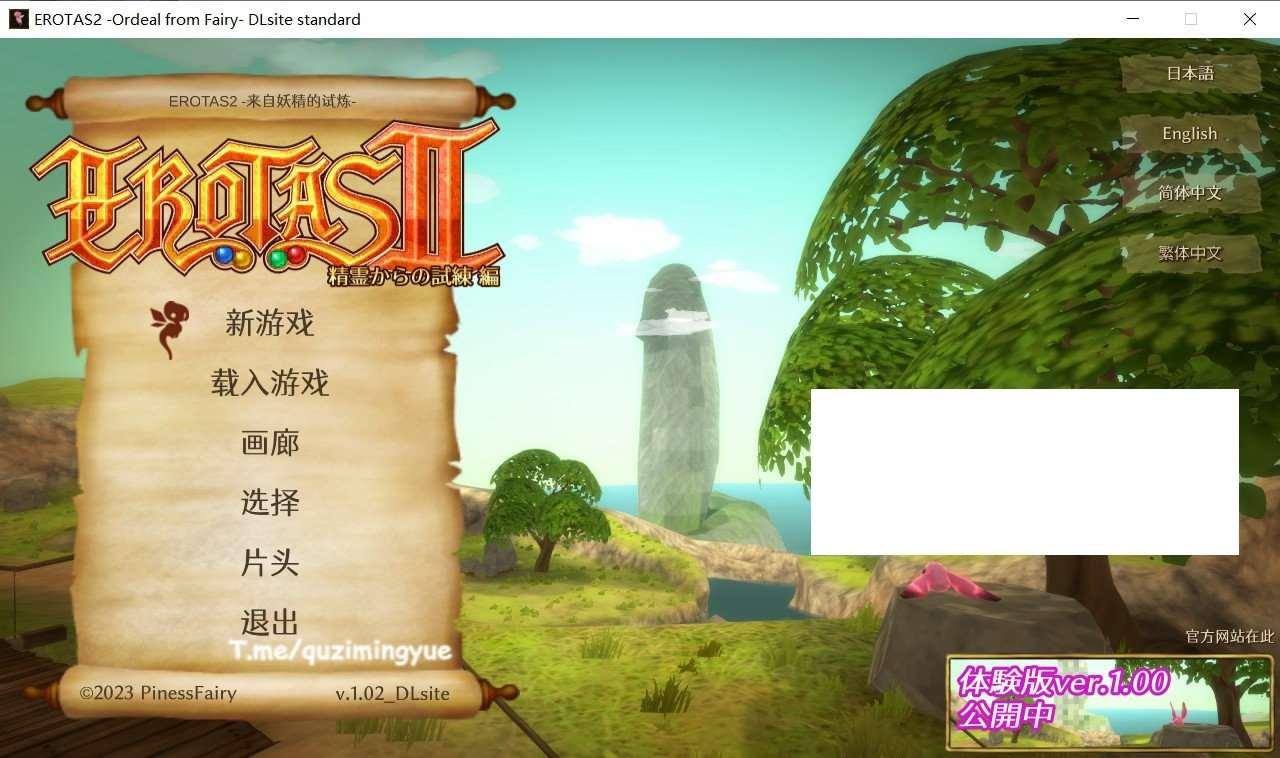 EROTAS2 -Ordeal from Fairy- DLsite standard
EROTAS2 -来自妖精的试炼-
EROTAS II
精霊からの試練 編
新游戏
载入游戏
画廊
选择
片头
退出
T.me/quzimingyue
©2023 PinessFairy
v.1.02_DLsite
日本語
English
简体中文
繁体中文
官方网站在此
体験版ver.1.00
公開中